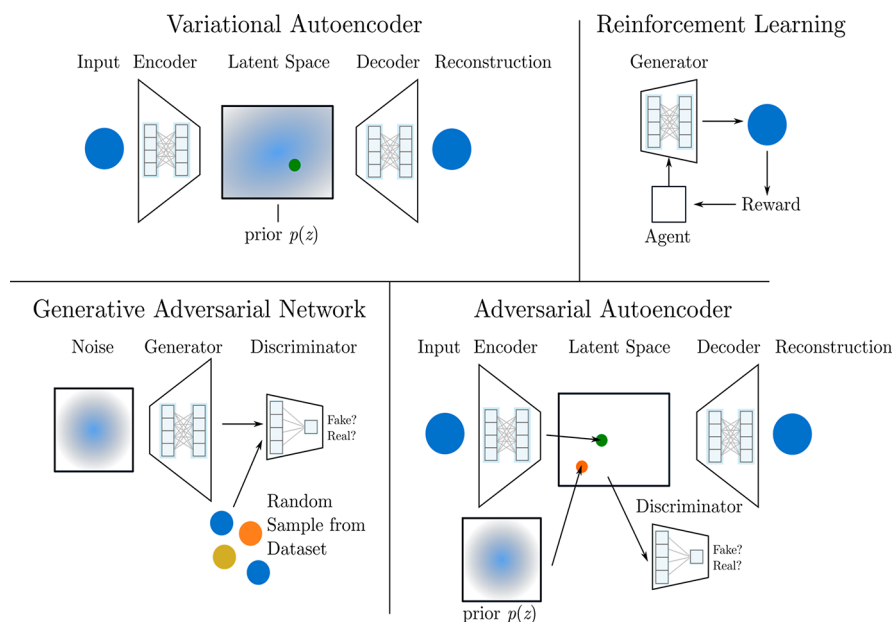 Variational Autoencoder
Input Encoder Latent Space Decoder Reconstruction
prior p(z)
Reinforcement Learning
Generator
Reward
Agent
Generative Adversarial Network
Noise Generator Discriminator
Fake?
Real?
Random
Sample from
Dataset
Adversarial Autoencoder
Input Encoder Latent Space Decoder Reconstruction
Discriminator
Fake?
Real?
prior p(z)